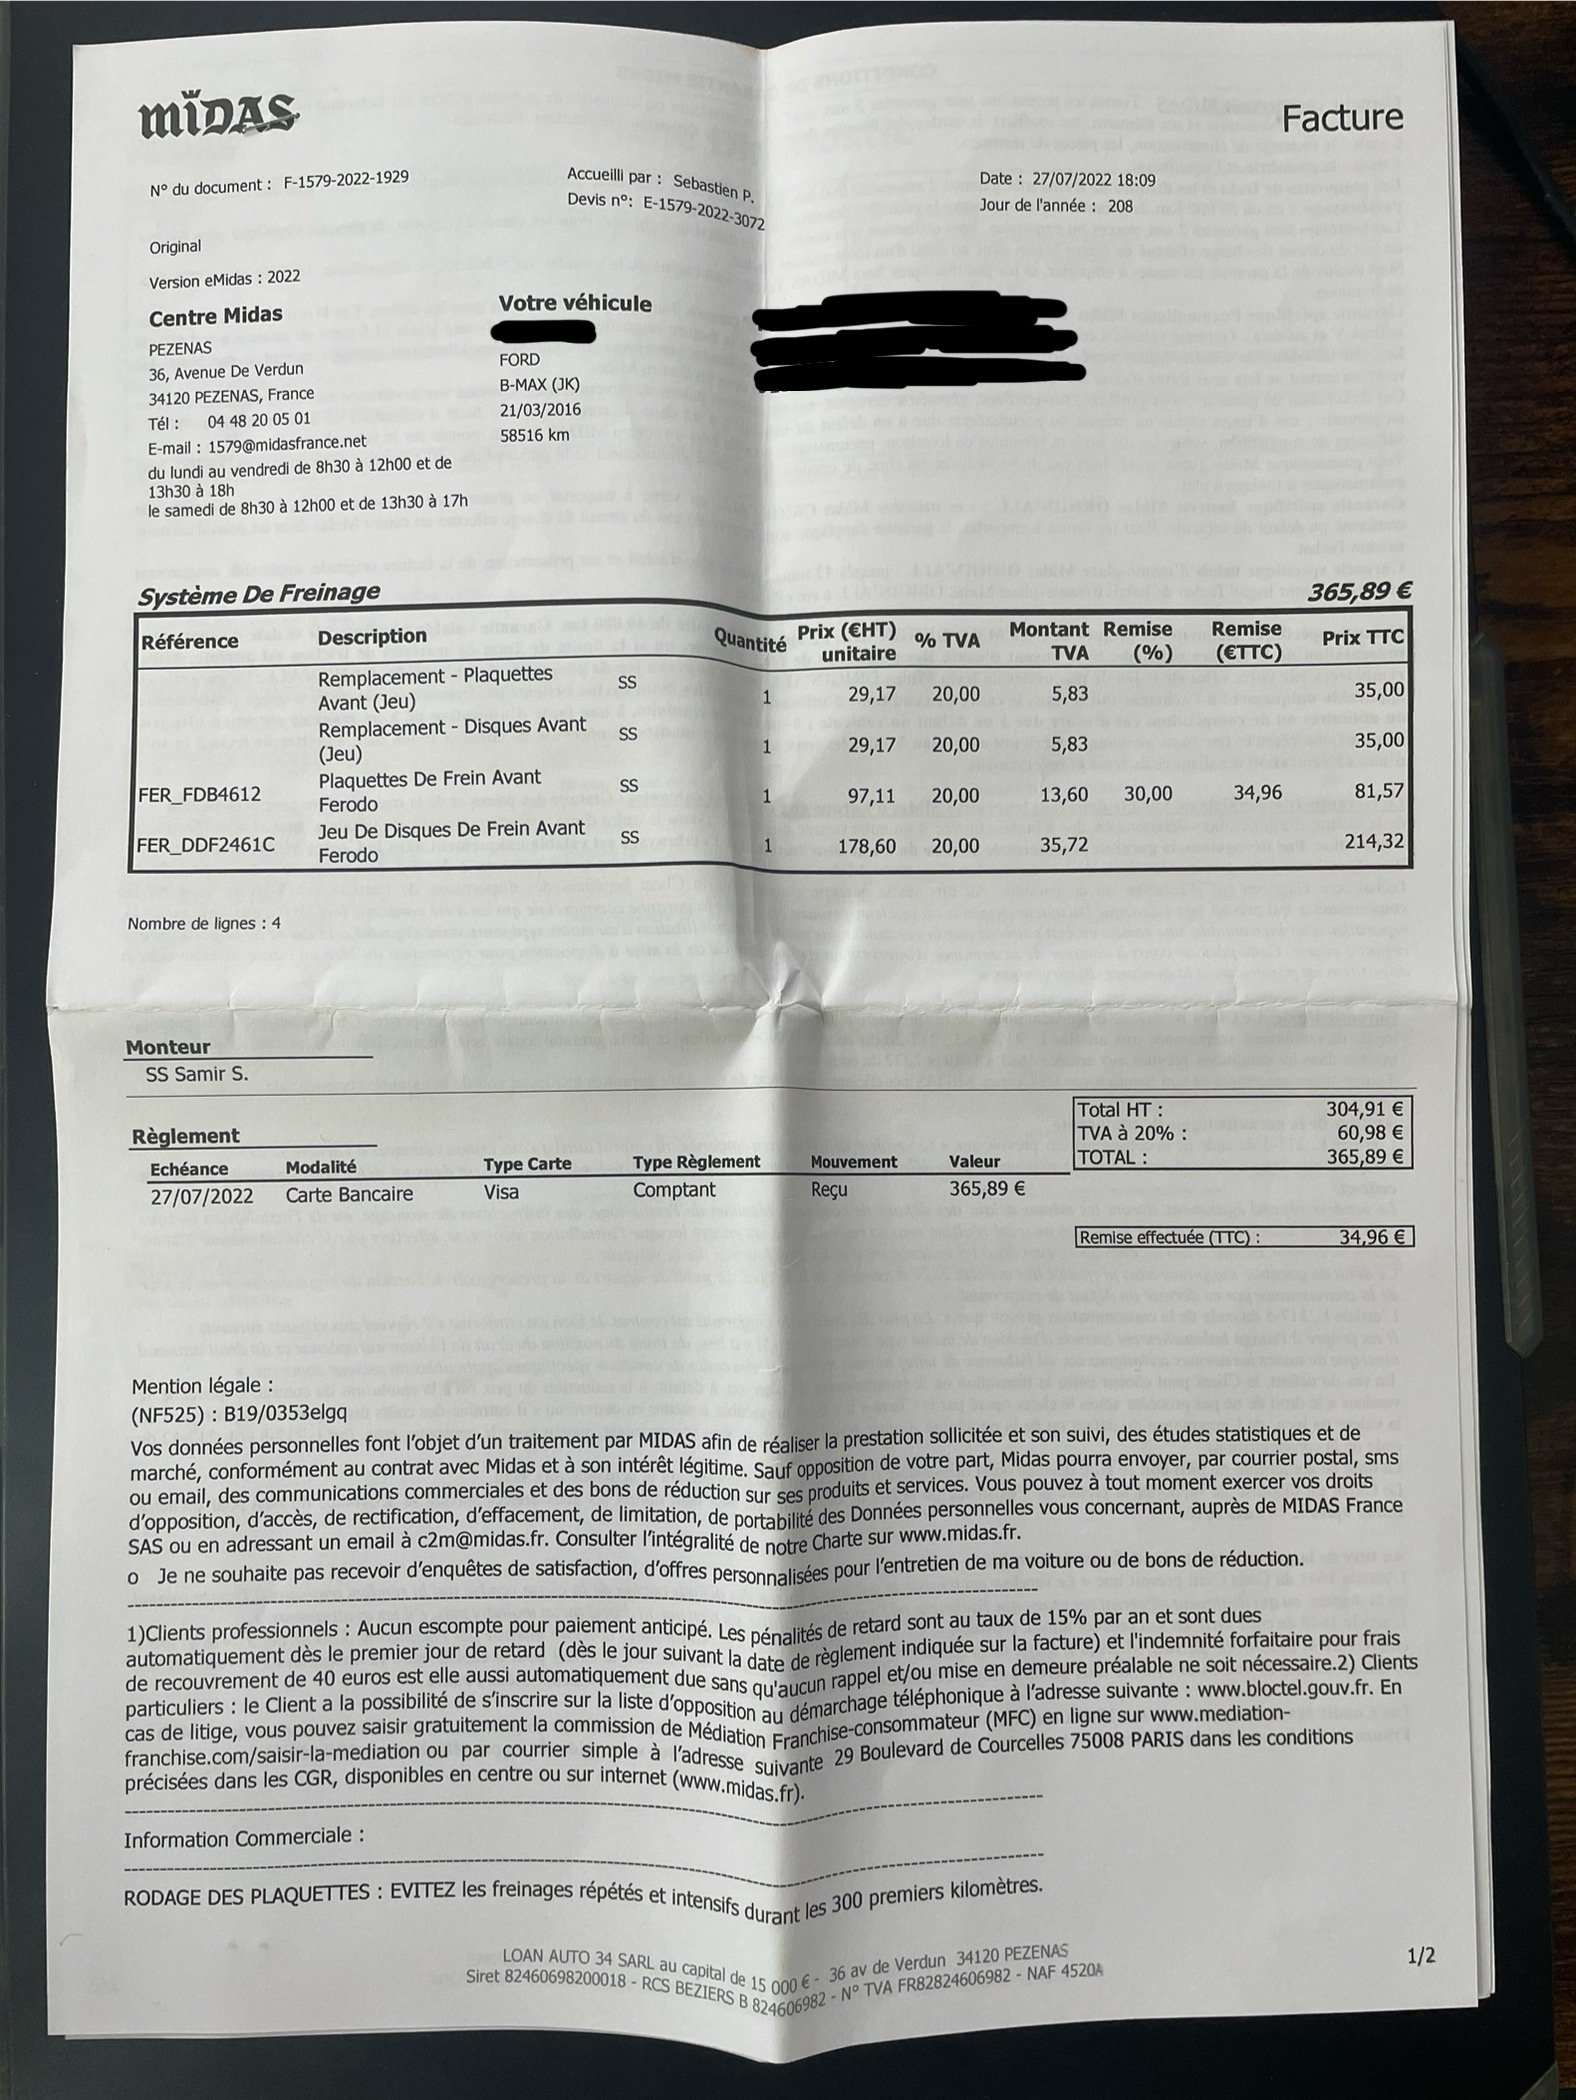 MIDAS
Facture
N° du document : F-1579-2022-1929
Accueilli par : Sebastien P.
Devis n°: E-1579-2022-3072
Date : 27/07/2022 18:09
Jour de l'année : 208
Original
Version eMidas : 2022
Centre Midas
PEZENAS
36, Avenue De Verdun
34120 PEZENAS, France
Tél : 04 48 20 05 01
E-mail : 1579@midasfrance.net
du lundi au vendredi de 8h30 à 12h00 et de
13h30 à 18h
le samedi de 8h30 à 12h00 et de 13h30 à 17h
Votre véhicule
FORD
B-MAX (JK)
21/03/2016
58516 km
Système De Freinage 365,89 €
Référence Description Quantité Prix (€HT) unitaire % TVA Montant TVA Remise (%) Remise (€TTC) Prix TTC
Remplacement - Plaquettes SS 1 29,17 20,00 5,83 35,00
Avant (Jeu)
Remplacement - Disques Avant SS 1 29,17 20,00 5,83 35,00
(Jeu)
FER_FDB4612 Plaquettes De Frein Avant SS 1 97,11 20,00 13,60 30,00 34,96 81,57
Ferodo
FER_DDF2461C Jeu De Disques De Frein Avant SS 1 178,60 20,00 35,72 214,32
Ferodo
Nombre de lignes : 4
Monteur
SS Samir S.
Règlement
Echéance Modalité Type Carte Type Règlement Mouvement Valeur
27/07/2022 Carte Bancaire Visa Comptant Reçu 365,89 €
Total HT : 304,91 €
TVA à 20% : 60,98 €
TOTAL : 365,89 €
Remise effectuée (TTC) : 34,96 €
Mention légale :
(NF525) : B19/0353elgq
Vos données personnelles font l'objet d'un traitement par MIDAS afin de réaliser la prestation sollicitée et son suivi, des études statistiques et de
marché, conformément au contrat avec Midas et à son intérêt légitime. Sauf opposition de votre part, Midas pourra envoyer, par courrier postal, sms
ou email, des communications commerciales et des bons de réduction sur ses produits et services. Vous pouvez à tout moment exercer vos droits
d'opposition, d'accès, de rectification, d'effacement, de limitation, de portabilité des Données personnelles vous concernant, auprès de MIDAS France
SAS ou en adressant un email à c2m@midas.fr. Consulter l'intégralité de notre Charte sur www.midas.fr.
o Je ne souhaite pas recevoir d'enquêtes de satisfaction, d'offres personnalisées pour l'entretien de ma voiture ou de bons de réduction.
1)Clients professionnels : Aucun escompte pour paiement anticipé. Les pénalités de retard sont au taux de 15% par an et sont dues
automatiquement dès le premier jour de retard (dès le jour suivant la date de règlement indiquée sur la facture) et l'indemnité forfaitaire pour frais
de recouvrement de 40 euros est elle aussi automatiquement due sans qu'aucun rappel et/ou mise en demeure préalable ne soit nécessaire.2) Clients
particuliers : le Client a la possibilité de s'inscrire sur la liste d'opposition au démarchage téléphonique à l'adresse suivante : www.bloctel.gouv.fr. En
cas de litige, vous pouvez saisir gratuitement la commission de Médiation Franchise-consommateur (MFC) en ligne sur www.mediation-
franchise.com/saisir-la-mediation ou par courrier simple à l'adresse suivante 29 Boulevard de Courcelles 75008 PARIS dans les conditions
précisées dans les CGR, disponibles en centre ou sur internet (www.midas.fr).
Information Commerciale :
RODAGE DES PLAQUETTES : EVITEZ les freinages répétés et intensifs durant les 300 premiers kilomètres.
LOAN AUTO 34 SARL au capital de 15 000 € - 36 av de Verdun 34120 PEZENAS
Siret 82460698200018 - RCS BEZIERS B 824606982 - N° TVA FR82824606982 - NAF 4520A
1/2